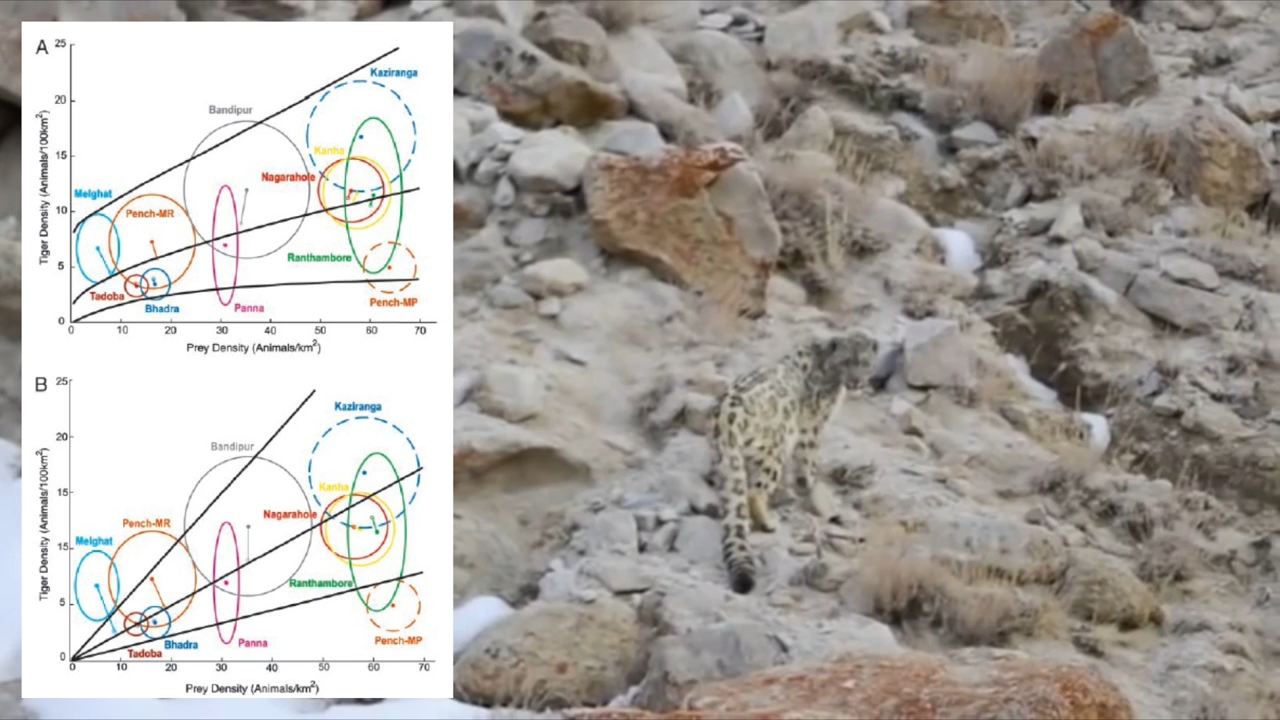 A
25
Kaziranga
20
Bandipur
15
Kanha
Nagarahole
Melghat
Pench-MR
10
Ranthambore
5
Tadoba
Bhadra
Panna
Pench-MP
0
0 10 20 30 40 50 60 70
Prey Density (Animals/km²)
Tiger Density (Animals/100km²)
B
25
Kaziranga
20
Bandipur
Kanha
15
Nagarahole
Pench-MR
Melghat
15
Ranthambore
5
Tadoba
Bhadra
Panna
Pench-MP
0
0 10 20 30 40 50 60 70
Prey Density (Animals/km²)
Tiger Density (Animals/100km²)